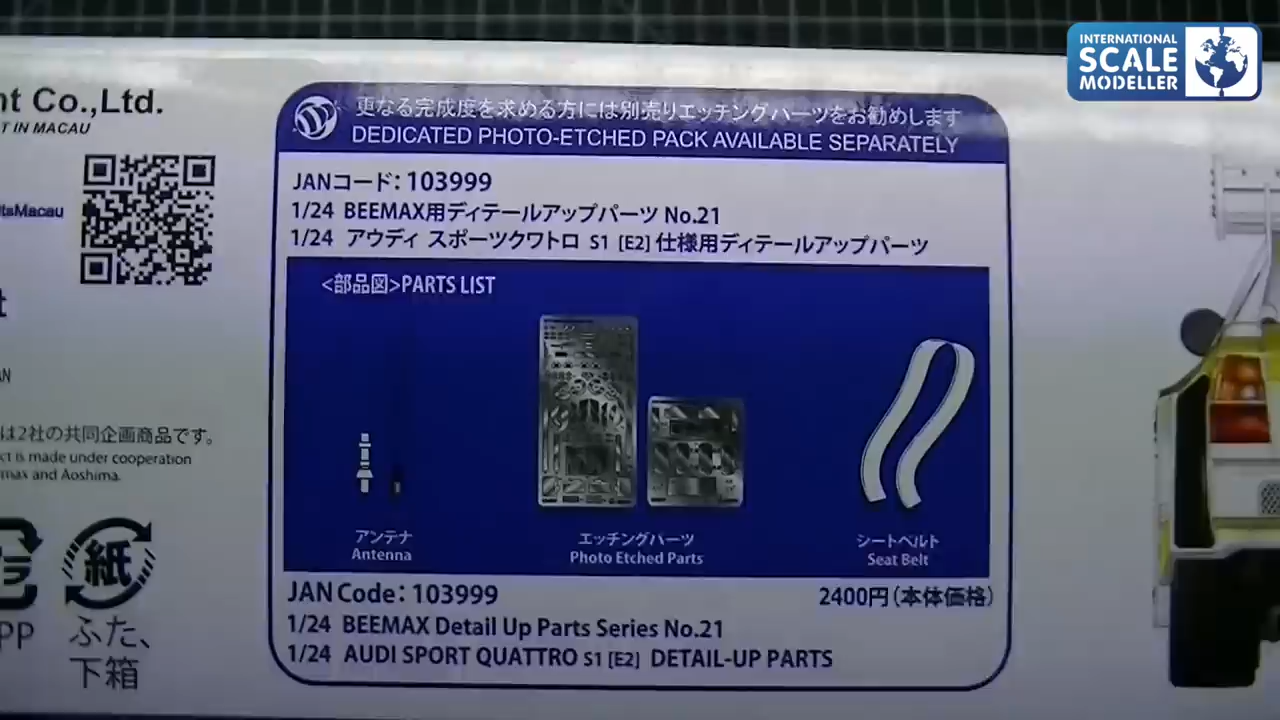 INTERNATIONAL
SCALE
MODELLER
nt Co.,Ltd.
T IN MACAU
itsMacau
t
AN
は2社の共同企画商品です。
ct is made under cooperation
max and Aoshima.
PP
紙
ふた、
下箱
更なる完成度を求める方には別売りエッチングパーツをお勧めします
DEDICATED PHOTO-ETCHED PACK AVAILABLE SEPARATELY
JANコード：103999
1/24 BEEMAX用ディテールアップパーツ No.21
1/24 アウディ スポーツクワトロ S1 [E2] 仕様用ディテールアップパーツ
<部品図>PARTS LIST
アンテナ
Antenna
エッチングパーツ
Photo Etched Parts
シートベルト
Seat Belt
JAN Code：103999
2400円（本体価格）
1/24 BEEMAX Detail Up Parts Series No.21
1/24 AUDI SPORT QUATTRO S1 [E2] DETAIL-UP PARTS